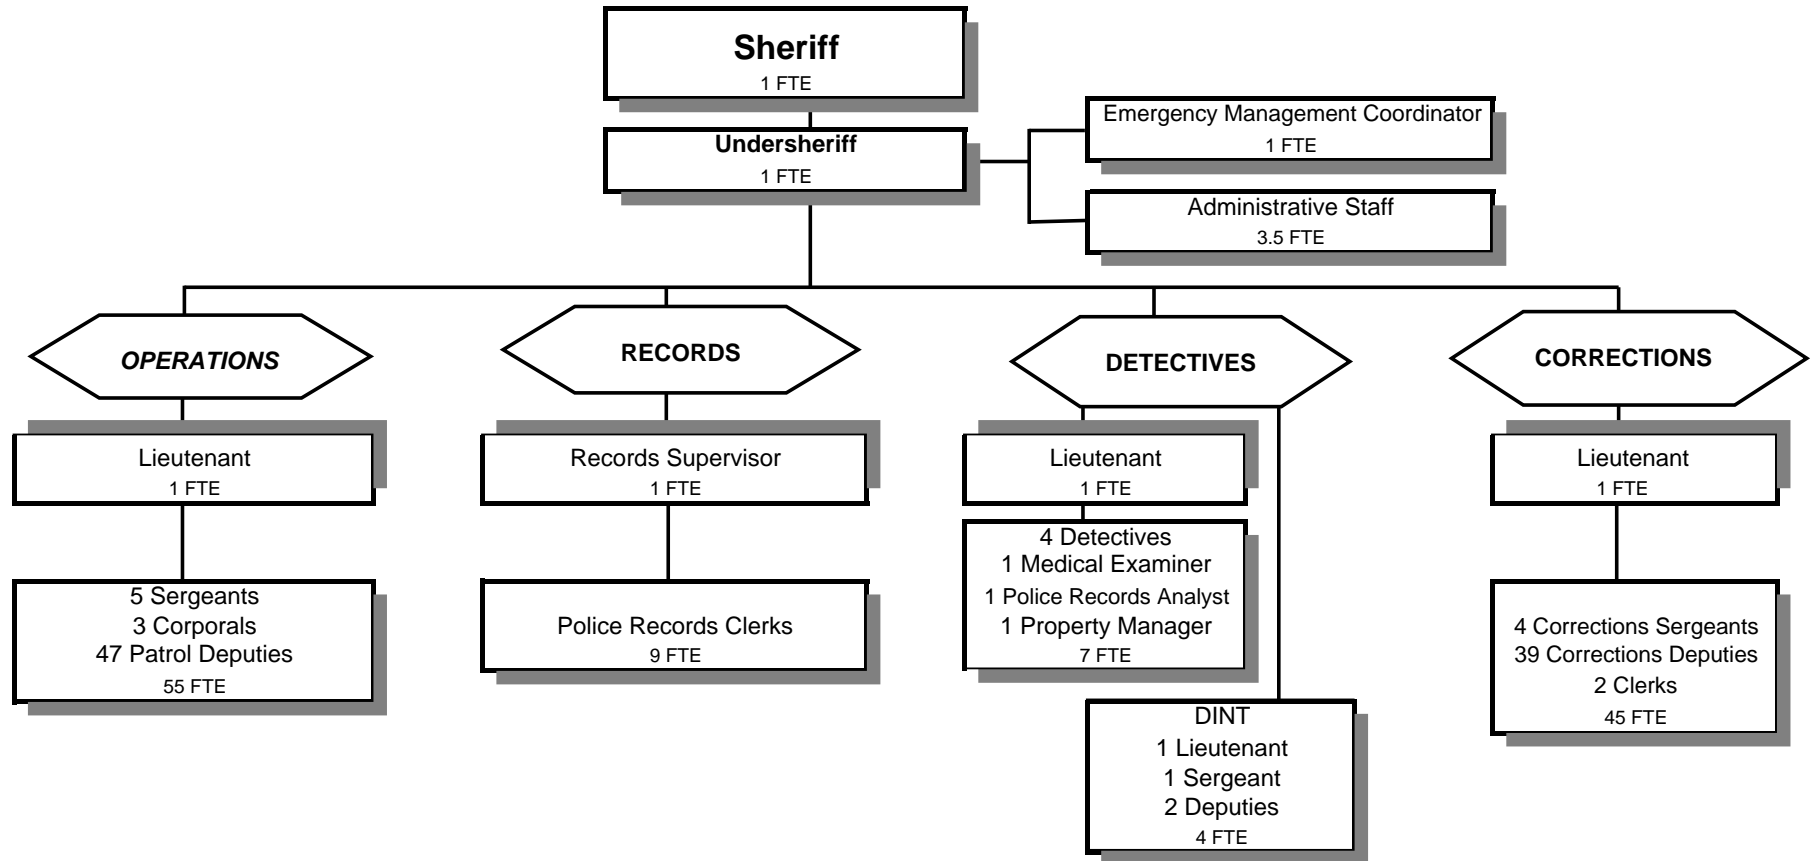 Sheriff
1 FTE
Undersheriff
1 FTE
Emergency Management Coordinator
1 FTE
Administrative Staff
3.5 FTE
OPERATIONS
Lieutenant
1 FTE
5 Sergeants
3 Corporals
47 Patrol Deputies
55 FTE
RECORDS
Records Supervisor
1 FTE
Police Records Clerks
9 FTE
DETECTIVES
Lieutenant
1 FTE
4 Detectives
1 Medical Examiner
1 Police Records Analyst
1 Property Manager
7 FTE
DINT
1 Lieutenant
1 Sergeant
2 Deputies
4 FTE
CORRECTIONS
Lieutenant
1 FTE
4 Corrections Sergeants
39 Corrections Deputies
2 Clerks
45 FTE